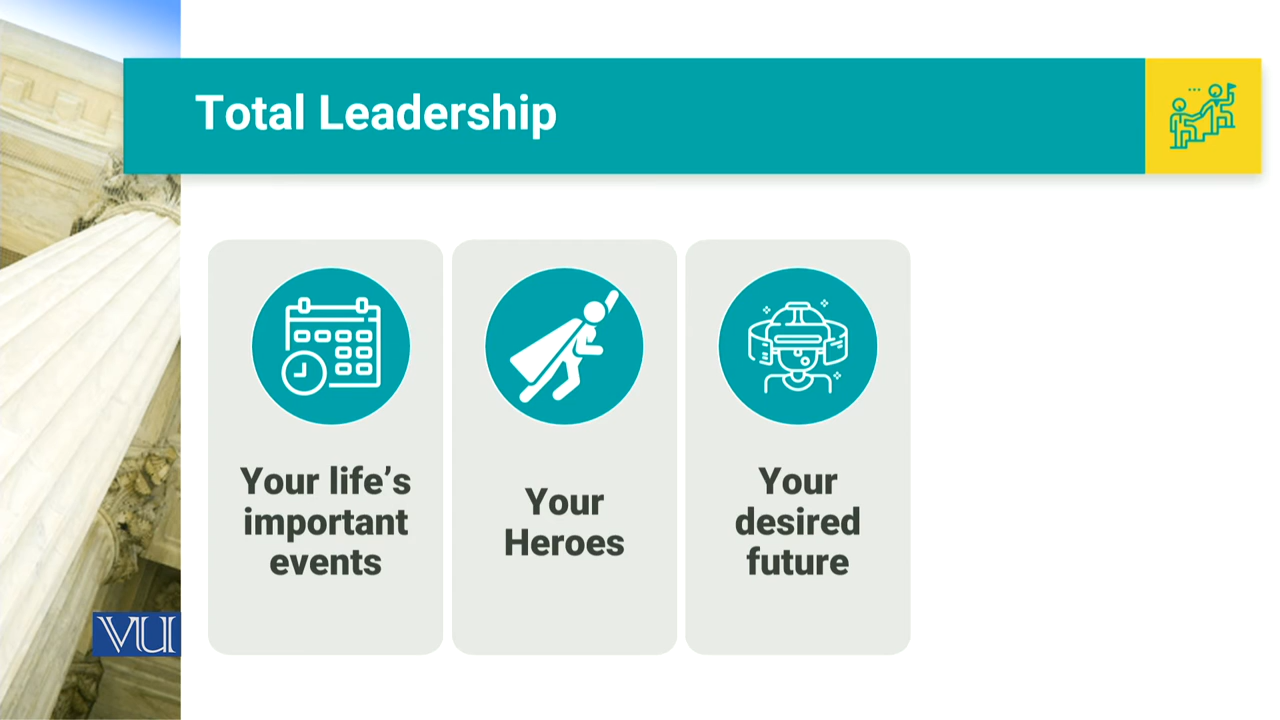 Total Leadership
Your life’s
important
events
Your
Heroes
Your
desired
future
VU